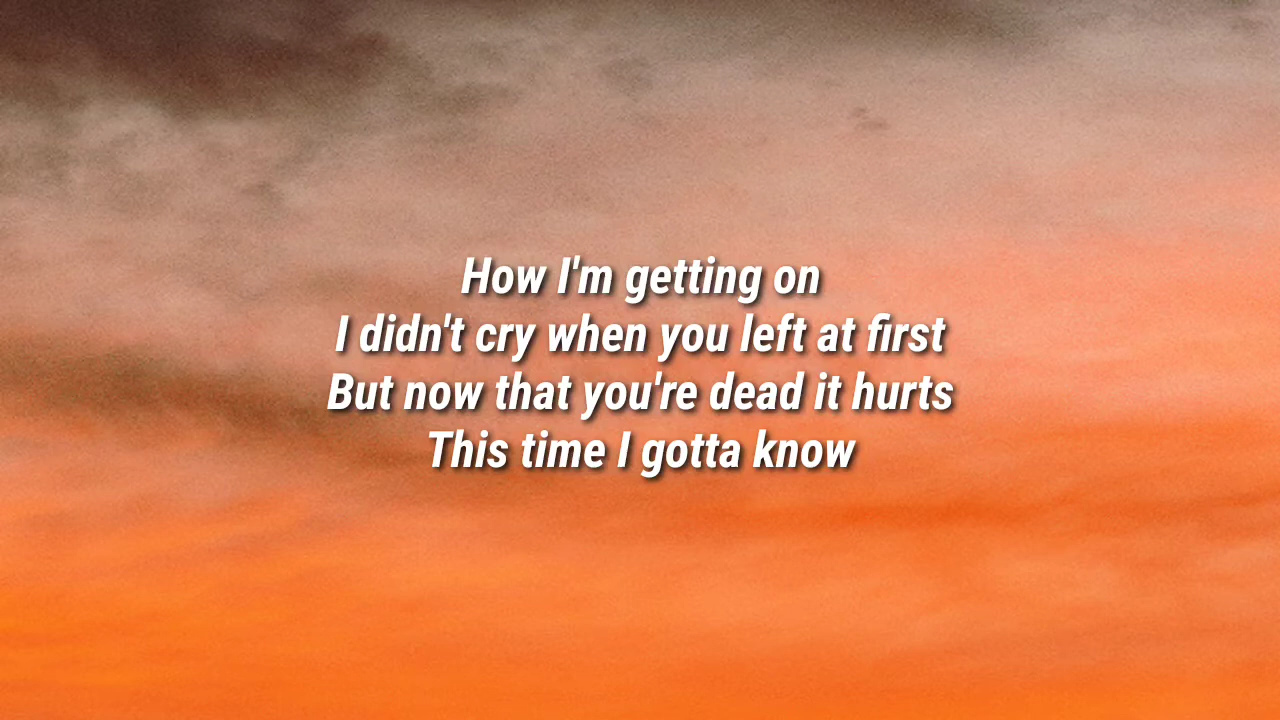 How I'm getting on
I didn't cry when you left at first
But now that you're dead it hurts
This time I gotta know